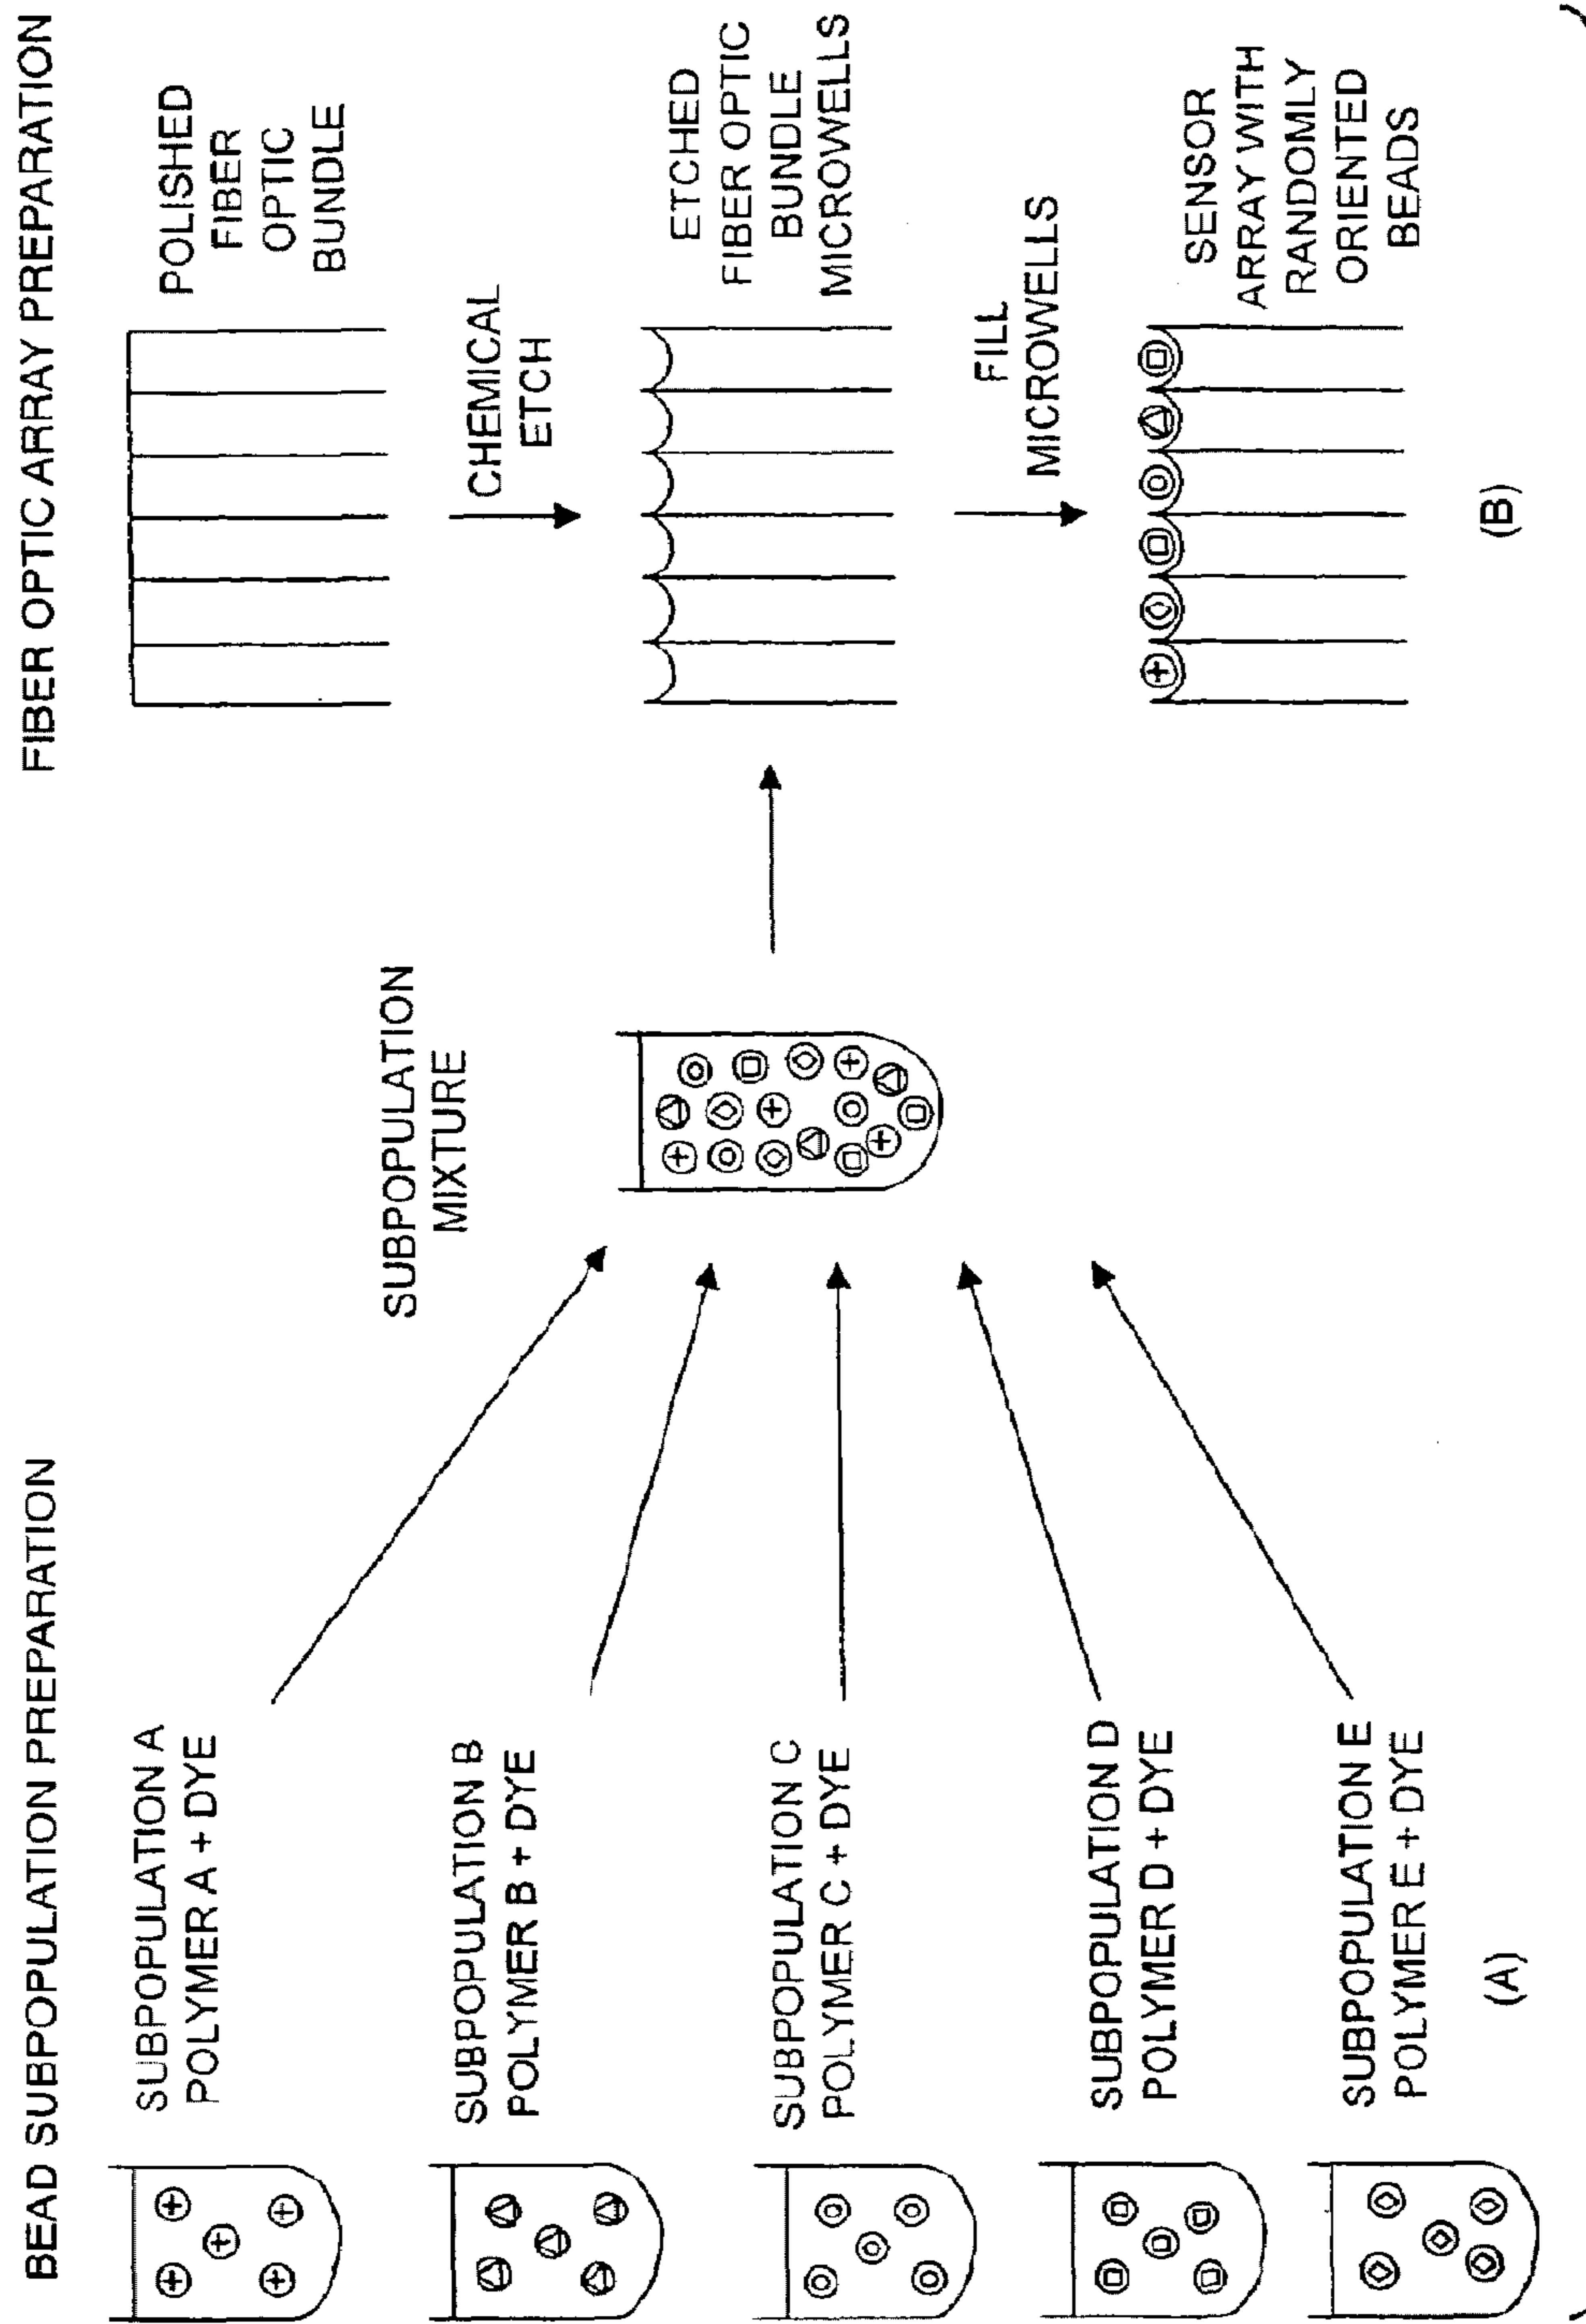 BEAD SUBPOPULATION PREPARATION
SUBPOPULATION A
POLYMER A + DYE
SUBPOPULATION B
POLYMER B + DYE
SUBPOPULATION C
POLYMER C + DYE
SUBPOPULATION D
POLYMER D + DYE
SUBPOPULATION E
POLYMER E + DYE
(A)
SUBPOPULATION
MIXTURE
FIBER OPTIC ARRAY PREPARATION
POLISHED
FIBER
OPTIC
BUNDLE
CHEMICAL
ETCH
ETCHED
FIBER OPTIC
BUNDLE
MICROWELLS
FILL
MICROWELLS
SENSOR
ARRAY WITH
RANDOMLY
ORIENTED
BEADS
(B)